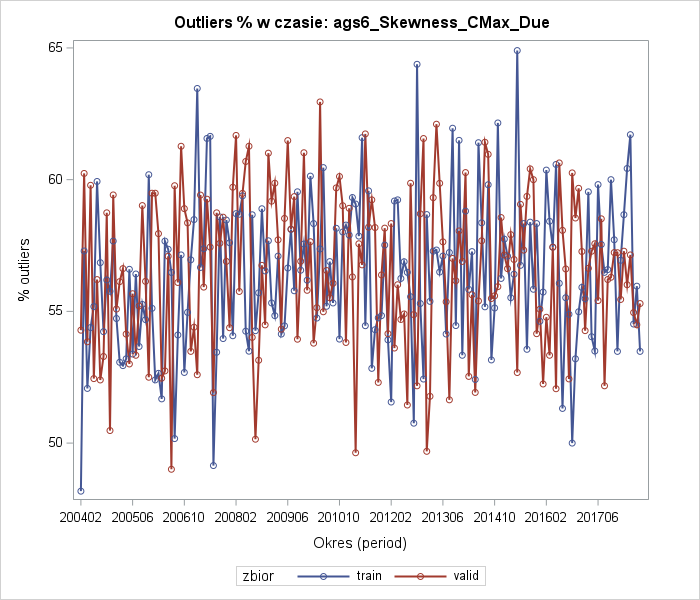 Outliers % w czasie: ags6_Skewness_CMax_Due
% outliers
65
60
55
50
200402 200506 200610 200802 200906 201010 201202 201306 201410 201602 201706
Okres (period)
zbior train valid